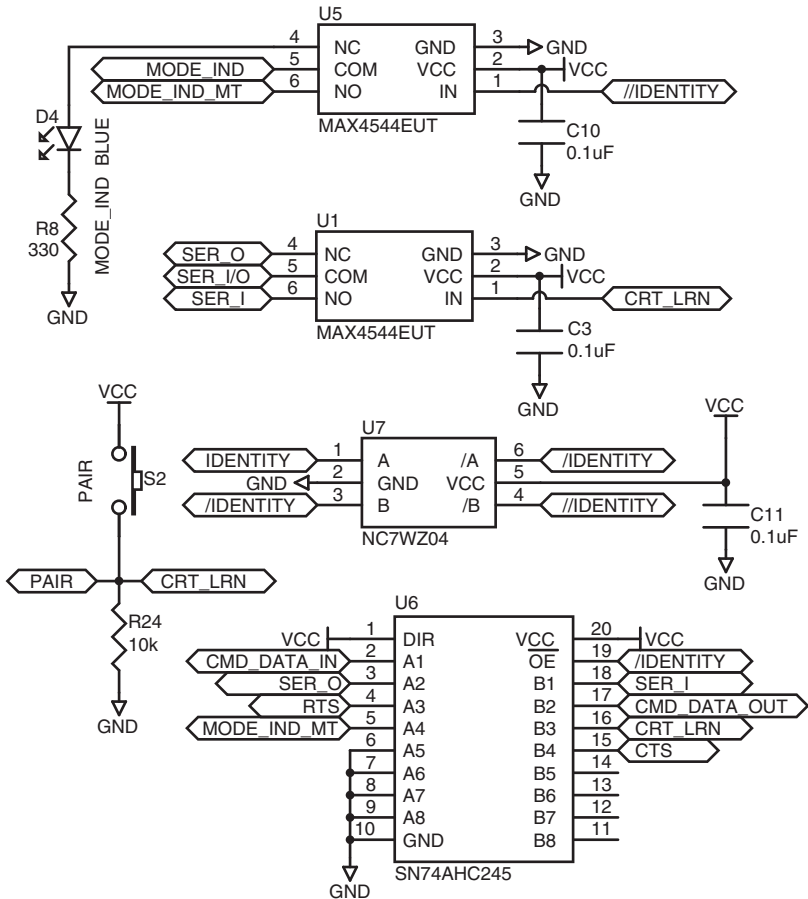 U5
4 NC GND 3 GND
MODE_IND 5 COM VCC 2 VCC
MODE_IND_MT 6 NO IN 1 //IDENTITY
MAX4544EUT
D4
MODE_IND BLUE
C10
0.1uF
GND
R8
330
GND
U1
SER_O 4 NC GND 3 GND
SER_I/O 5 COM VCC 2 VCC
SER_I 6 NO IN 1 CRT_LRN
MAX4544EUT
C3
0.1uF
GND
VCC
PAIR
S2
PAIR CRT_LRN
R24
10k
GND
U7
IDENTITY 1 A /A 6 /IDENTITY
GND 2 GND VCC 5
/IDENTITY 3 B /B 4 //IDENTITY
NC7WZ04
VCC
C11
0.1uF
GND
U6
VCC 1 DIR VCC 20 VCC
CMD_DATA_IN 2 A1 OE 19 /IDENTITY
SER_O 3 A2 B1 18 SER_I
RTS 4 A3 B2 17 CMD_DATA_OUT
MODE_IND_MT 5 A4 B3 16 CRT_LRN
6 A5 B4 15 CTS
7 A6 B5 14
8 A7 B6 13
9 A8 B7 12
10 GND B8 11
SN74AHC245
GND